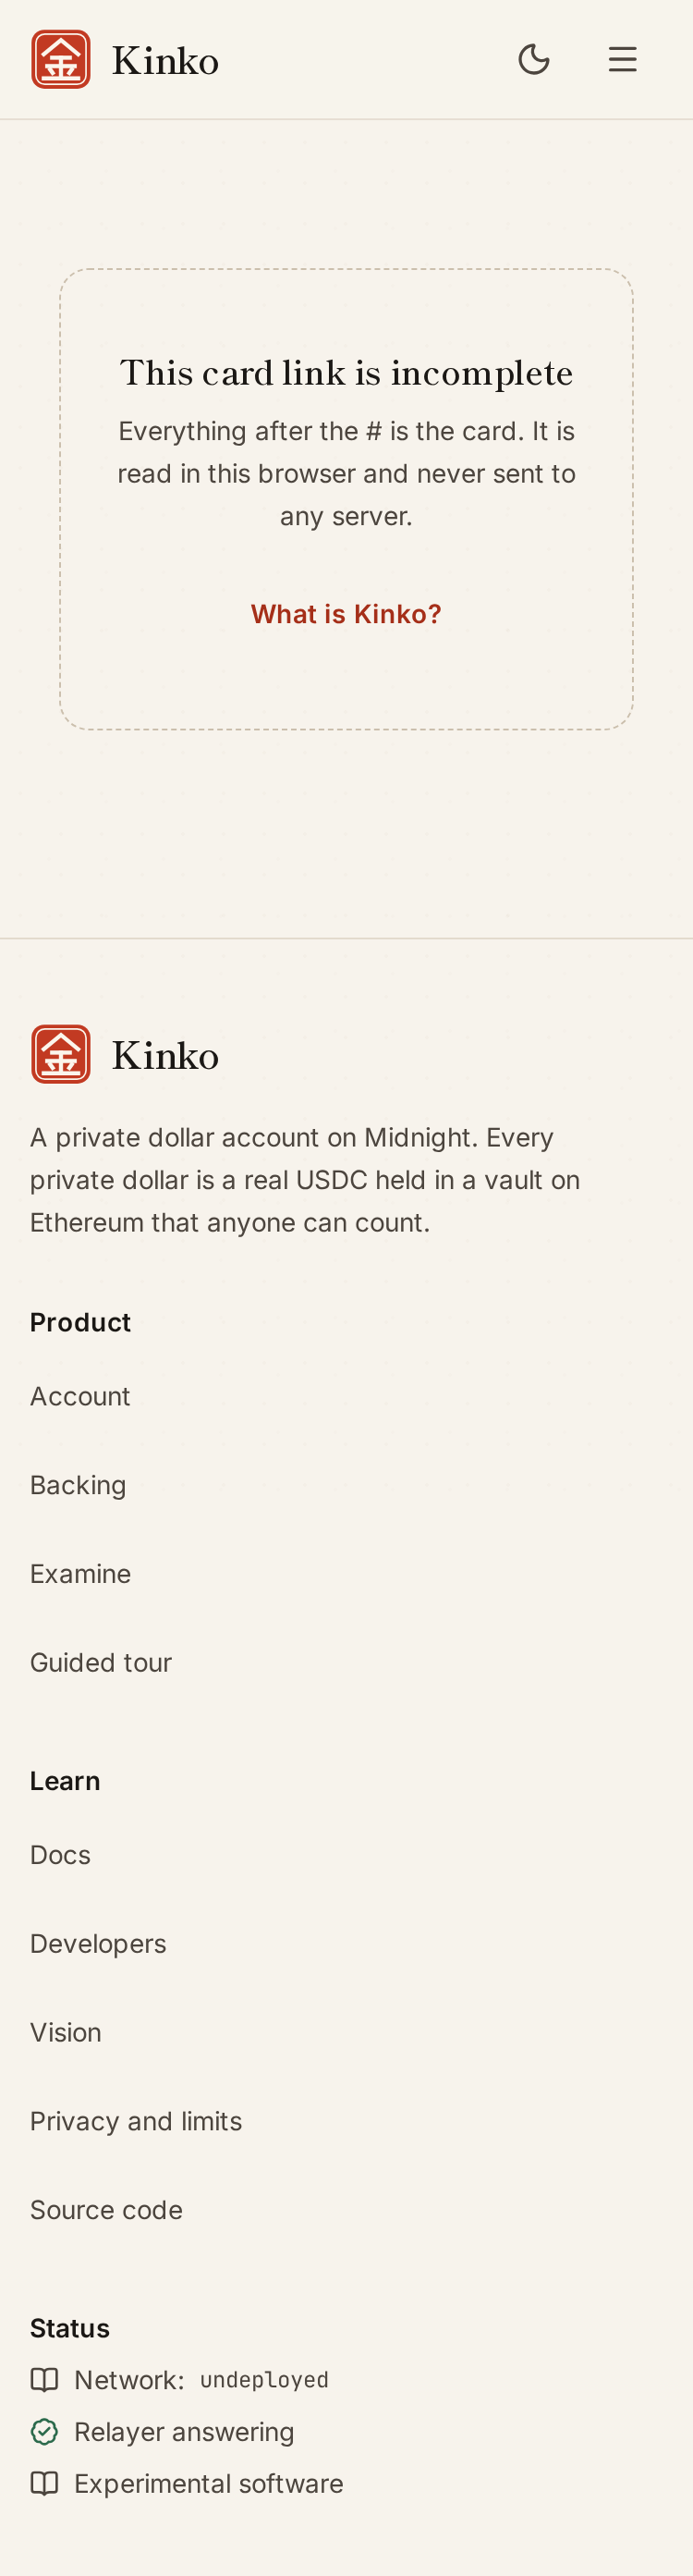 金 Kinko
This card link is incomplete
Everything after the # is the card. It is
read in this browser and never sent to
any server.
What is Kinko?
金 Kinko
A private dollar account on Midnight. Every
private dollar is a real USDC held in a vault on
Ethereum that anyone can count.
Product
Account
Backing
Examine
Guided tour
Learn
Docs
Developers
Vision
Privacy and limits
Source code
Status
Network: undeployed
Relayer answering
Experimental software